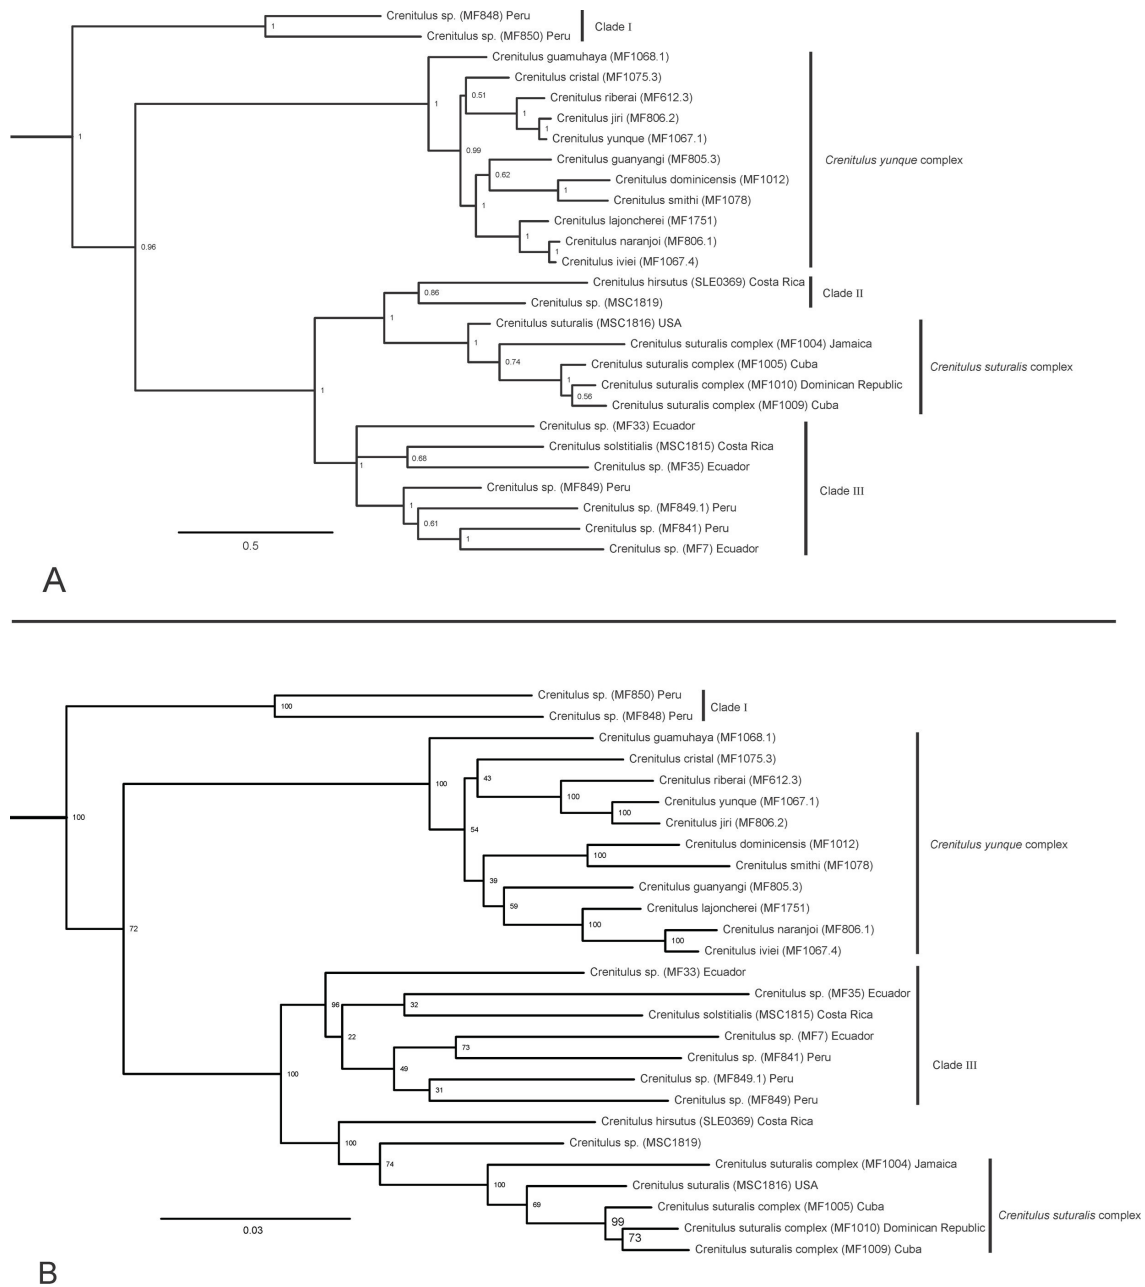 Crenitulus sp. (MF848) Peru
1
Clade I
Crenitulus sp. (MF850) Peru
Crenitulus guamuhaya (MF1068.1)
Crenitulus cristal (MF1075.3)
0.51
Crenitulus riberai (MF612.3)
1
1
Crenitulus jiri (MF806.2)
1
1
Crenitulus yunque (MF1067.1)
0.99
Crenitulus guanyangi (MF805.3)
Crenitulus yunque complex
0.62
Crenitulus dominicensis (MF1012)
1
Crenitulus smithi (MF1078)
1
Crenitulus lajoncherei (MF1751)
1
Crenitulus naranjoi (MF806.1)
0.96
1
Crenitulus iviei (MF1067.4)
Crenitulus hirsutus (SLE0369) Costa Rica
0.86
Clade II
Crenitulus sp. (MSC1819)
1
Crenitulus suturalis (MSC1816) USA
1
Crenitulus suturalis complex (MF1004) Jamaica
0.74
Crenitulus suturalis complex (MF1005) Cuba
Crenitulus suturalis complex
1
Crenitulus suturalis complex (MF1010) Dominican Republic
1
0.56
Crenitulus suturalis complex (MF1009) Cuba
Crenitulus sp. (MF33) Ecuador
Crenitulus solstitialis (MSC1815) Costa Rica
0.68
1
Crenitulus sp. (MF35) Ecuador
Clade III
Crenitulus sp. (MF849) Peru
1
Crenitulus sp. (MF849.1) Peru
0.61
Crenitulus sp. (MF841) Peru
1
0.5
Crenitulus sp. (MF7) Ecuador
A
Crenitulus sp. (MF850) Peru
100
Clade I
Crenitulus sp. (MF848) Peru
Crenitulus guamuhaya (MF1068.1)
Crenitulus cristal (MF1075.3)
43
100
Crenitulus riberai (MF612.3)
100
Crenitulus yunque (MF1067.1)
100
100
Crenitulus jiri (MF806.2)
54
Crenitulus dominicensis (MF1012)
Crenitulus yunque complex
100
Crenitulus smithi (MF1078)
39
Crenitulus guanyangi (MF805.3)
59
Crenitulus lajoncherei (MF1751)
100
72
Crenitulus naranjoi (MF806.1)
100
Crenitulus iviei (MF1067.4)
Crenitulus sp. (MF33) Ecuador
Crenitulus sp. (MF35) Ecuador
96
32
Crenitulus solstitialis (MSC1815) Costa Rica
22
Crenitulus sp. (MF7) Ecuador
73
Crenitulus sp. (MF841) Peru
Clade III
49
100
Crenitulus sp. (MF849.1) Peru
31
Crenitulus sp. (MF849) Peru
Crenitulus hirsutus (SLE0369) Costa Rica
100
Crenitulus sp. (MSC1819)
74
Crenitulus suturalis complex (MF1004) Jamaica
100
Crenitulus suturalis (MSC1816) USA
69
Crenitulus suturalis complex (MF1005) Cuba
Crenitulus suturalis complex
99
Crenitulus suturalis complex (MF1010) Dominican Republic
0.03
73
Crenitulus suturalis complex (MF1009) Cuba
B